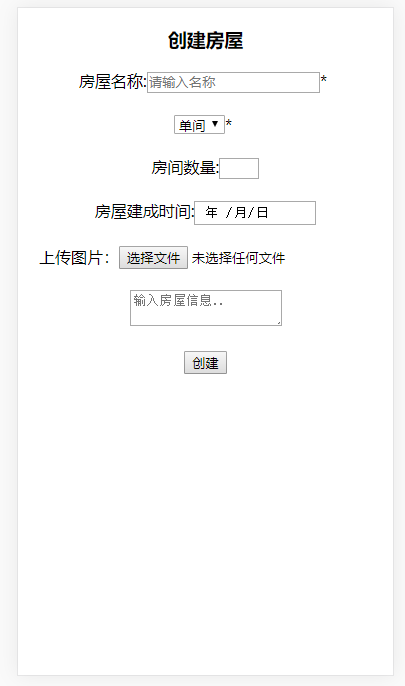 创建房屋
房屋名称:请输入名称*
单间*
房间数量:
房屋建成时间: 年 /月/日
上传图片：选择文件 未选择任何文件
输入房屋信息..
创建